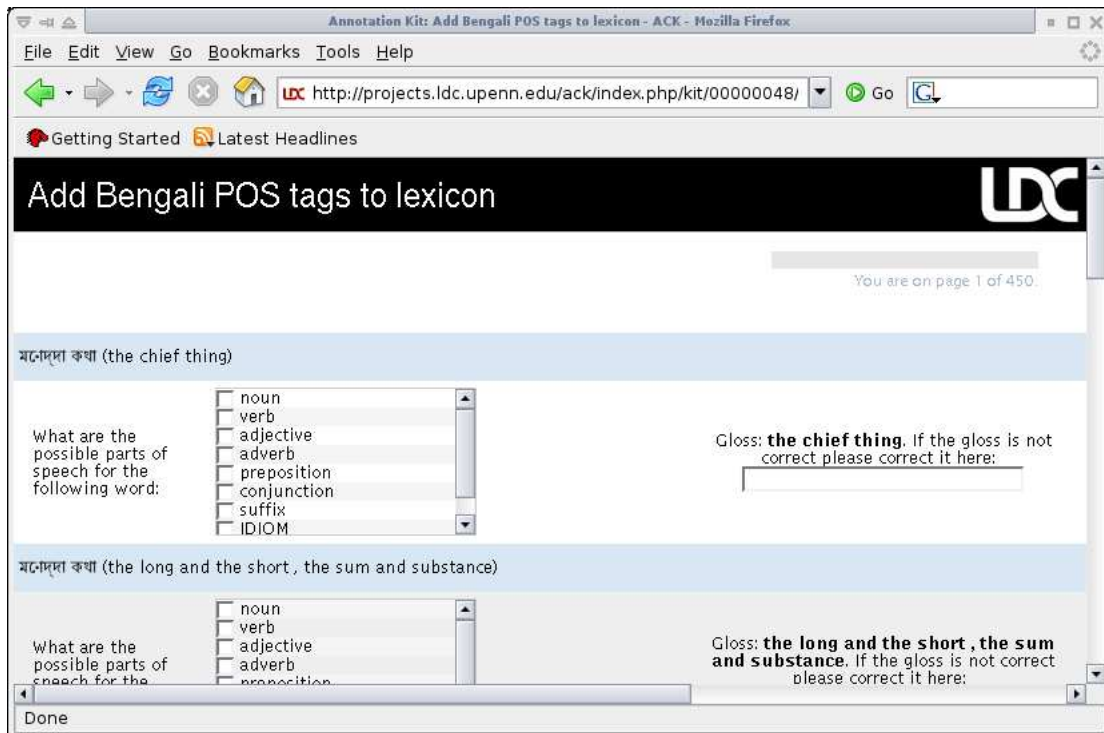 Annotation Kit: Add Bengali POS tags to lexicon - ACK - Mozilla Firefox
File Edit View Go Bookmarks Tools Help
LDC http://projects.ldc.upenn.edu/ack/index.php/kit/00000048/ Go G
Getting Started Latest Headlines
Add Bengali POS tags to lexicon LDC
You are on page 1 of 450.
কথা (the chief thing)
What are the
possible parts of
speech for the
following word:
noun
verb
adjective
adverb
preposition
conjunction
suffix
IDIOM
Gloss: the chief thing. If the gloss is not
correct please correct it here:
কথা (the long and the short , the sum and substance)
What are the
possible parts of
speech for the
noun
verb
adjective
adverb
preposition
Gloss: the long and the short , the sum
and substance. If the gloss is not correct
please correct it here:
Done